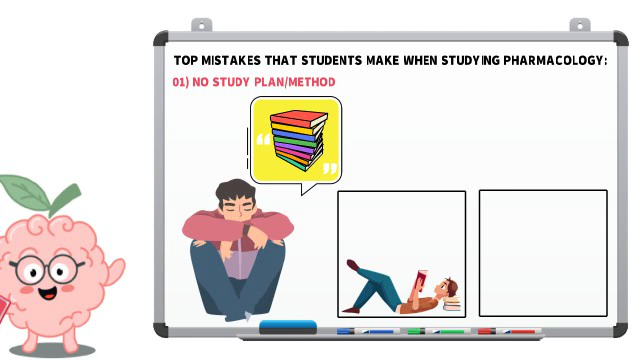 TOP MISTAKES THAT STUDENTS MAKE WHEN STUDYING PHARMACOLOGY:
01) NO STUDY PLAN/METHOD